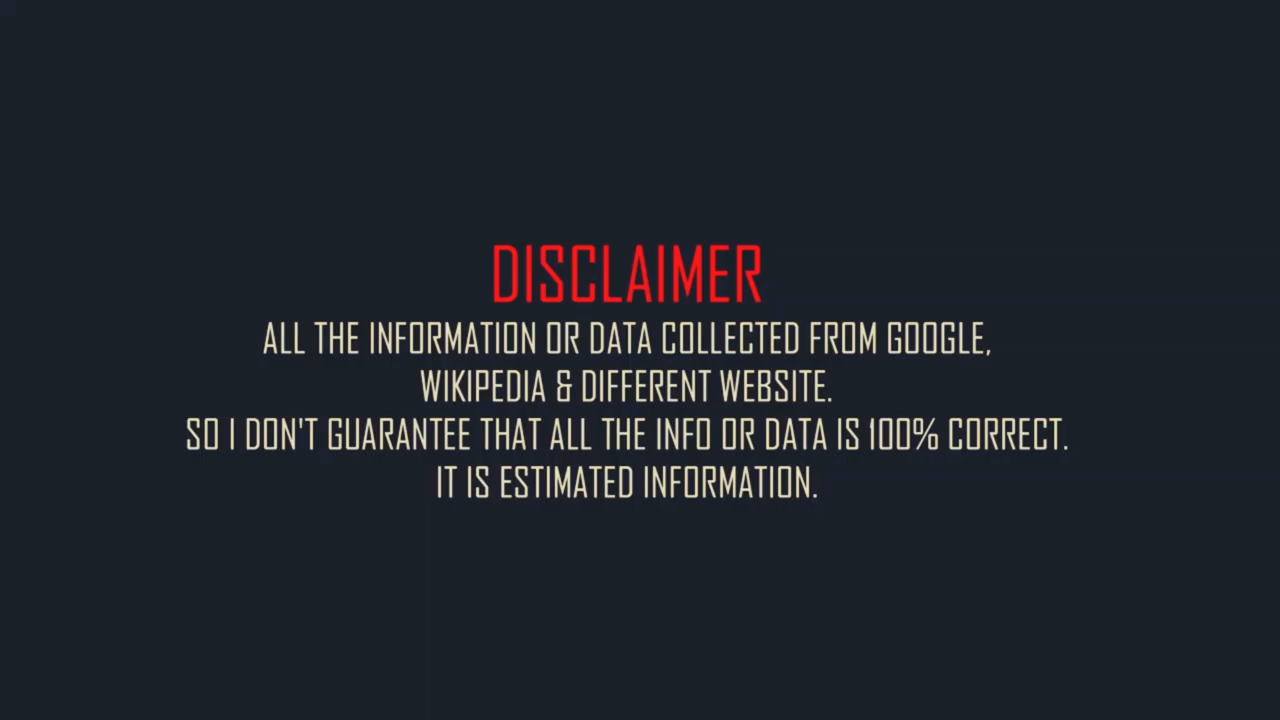 DISCLAIMER
ALL THE INFORMATION OR DATA COLLECTED FROM GOOGLE,
WIKIPEDIA & DIFFERENT WEBSITE.
SO I DON'T GUARANTEE THAT ALL THE INFO OR DATA IS 100% CORRECT.
IT IS ESTIMATED INFORMATION.